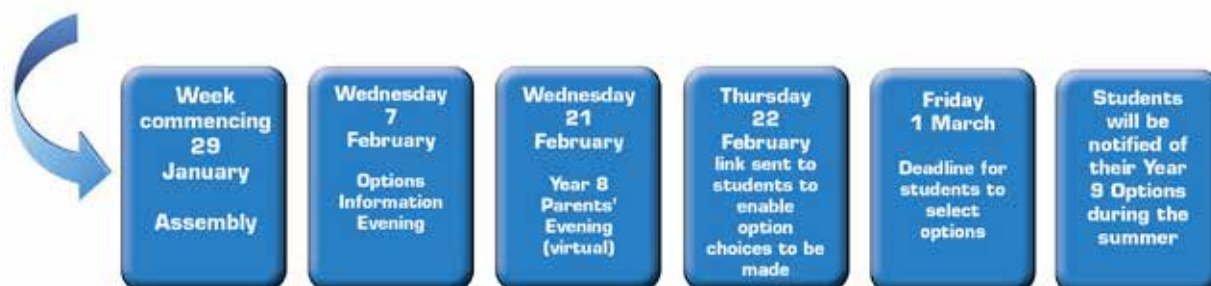 Week
commencing
29
January
Assembly
Wednesday
7
February
Options
Information
Evening
Wednesday
21
February
Year 8
Parents'
Evening
(virtual)
Thursday
22
February
link sent to
students to
enable
option
choices to be
made
Friday
1 March
Deadline for
students to
select
options
Students
will be
notified of
their Year
9 Options
during the
summer